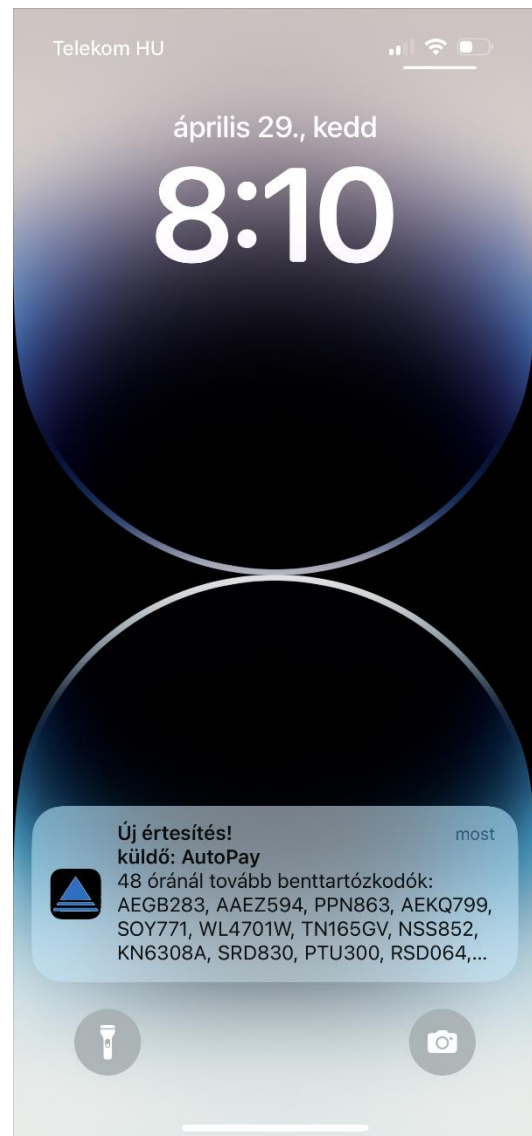 Telekom HU
április 29., kedd
8:10
Új értesítés!
most
küldő: AutoPay
48 óránál tovább benttartózkodók:
AEGB283, AAEZ594, PPN863, AEKQ799,
SOY771, WL4701W, TN165GV, NSS852,
KN6308A, SRD830, PTU300, RSD064,...